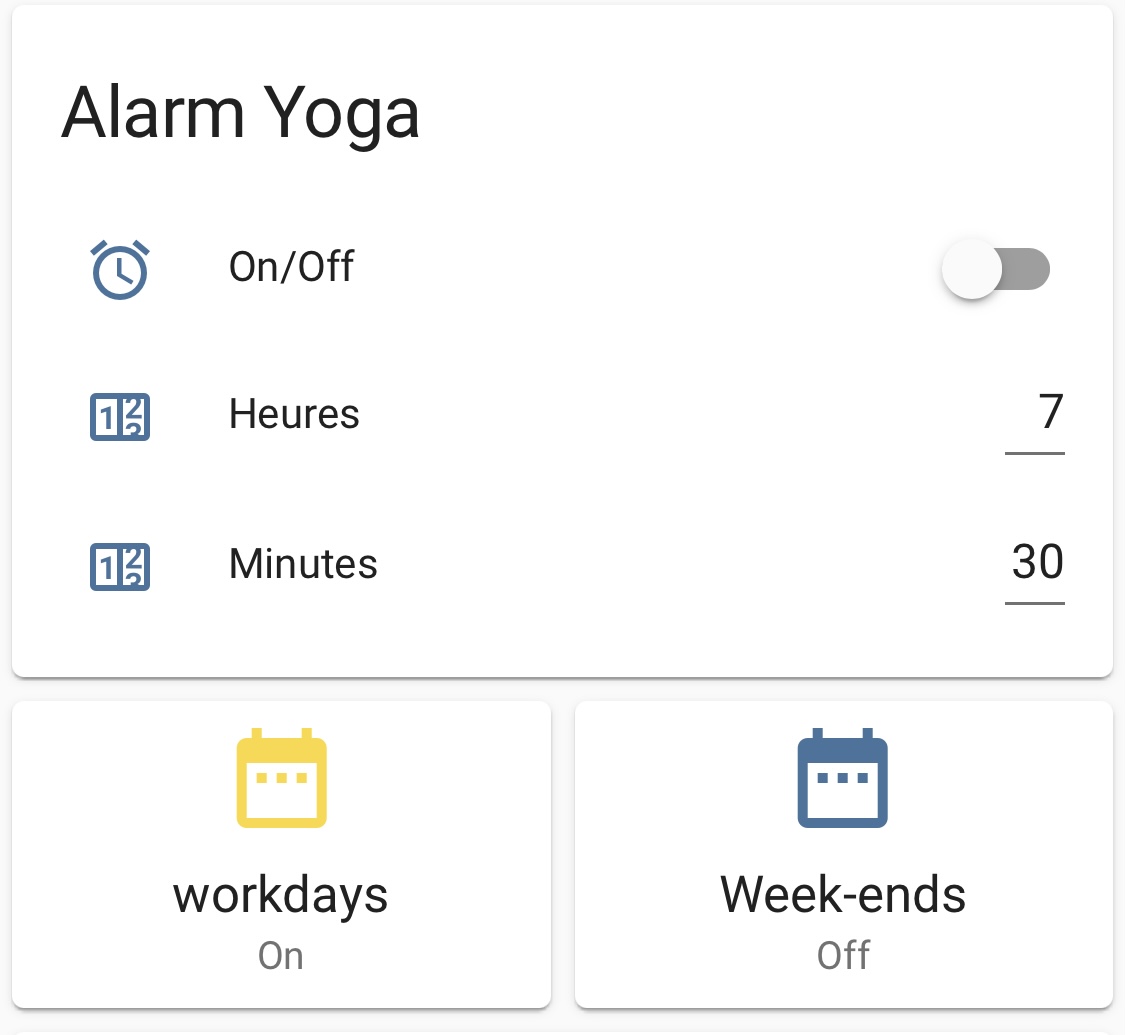 Alarm Yoga
On/Off
Heures 7
Minutes 30
workdays Week-ends
On Off